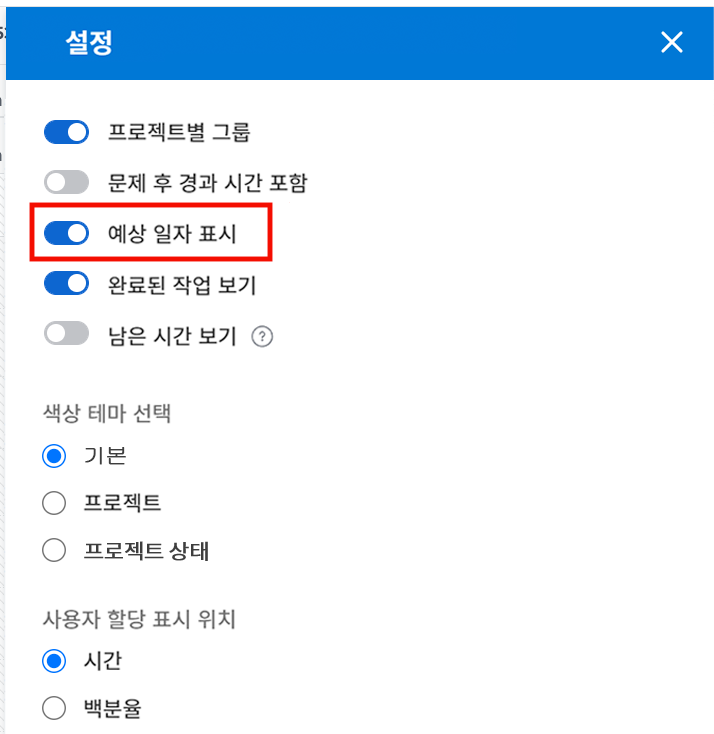 설정
프로젝트별 그룹
문제 후 경과 시간 포함
예상 일자 표시
완료된 작업 보기
남은 시간 보기 ?
색상 테마 선택
기본
프로젝트
프로젝트 상태
사용자 할당 표시 위치
시간
백분율